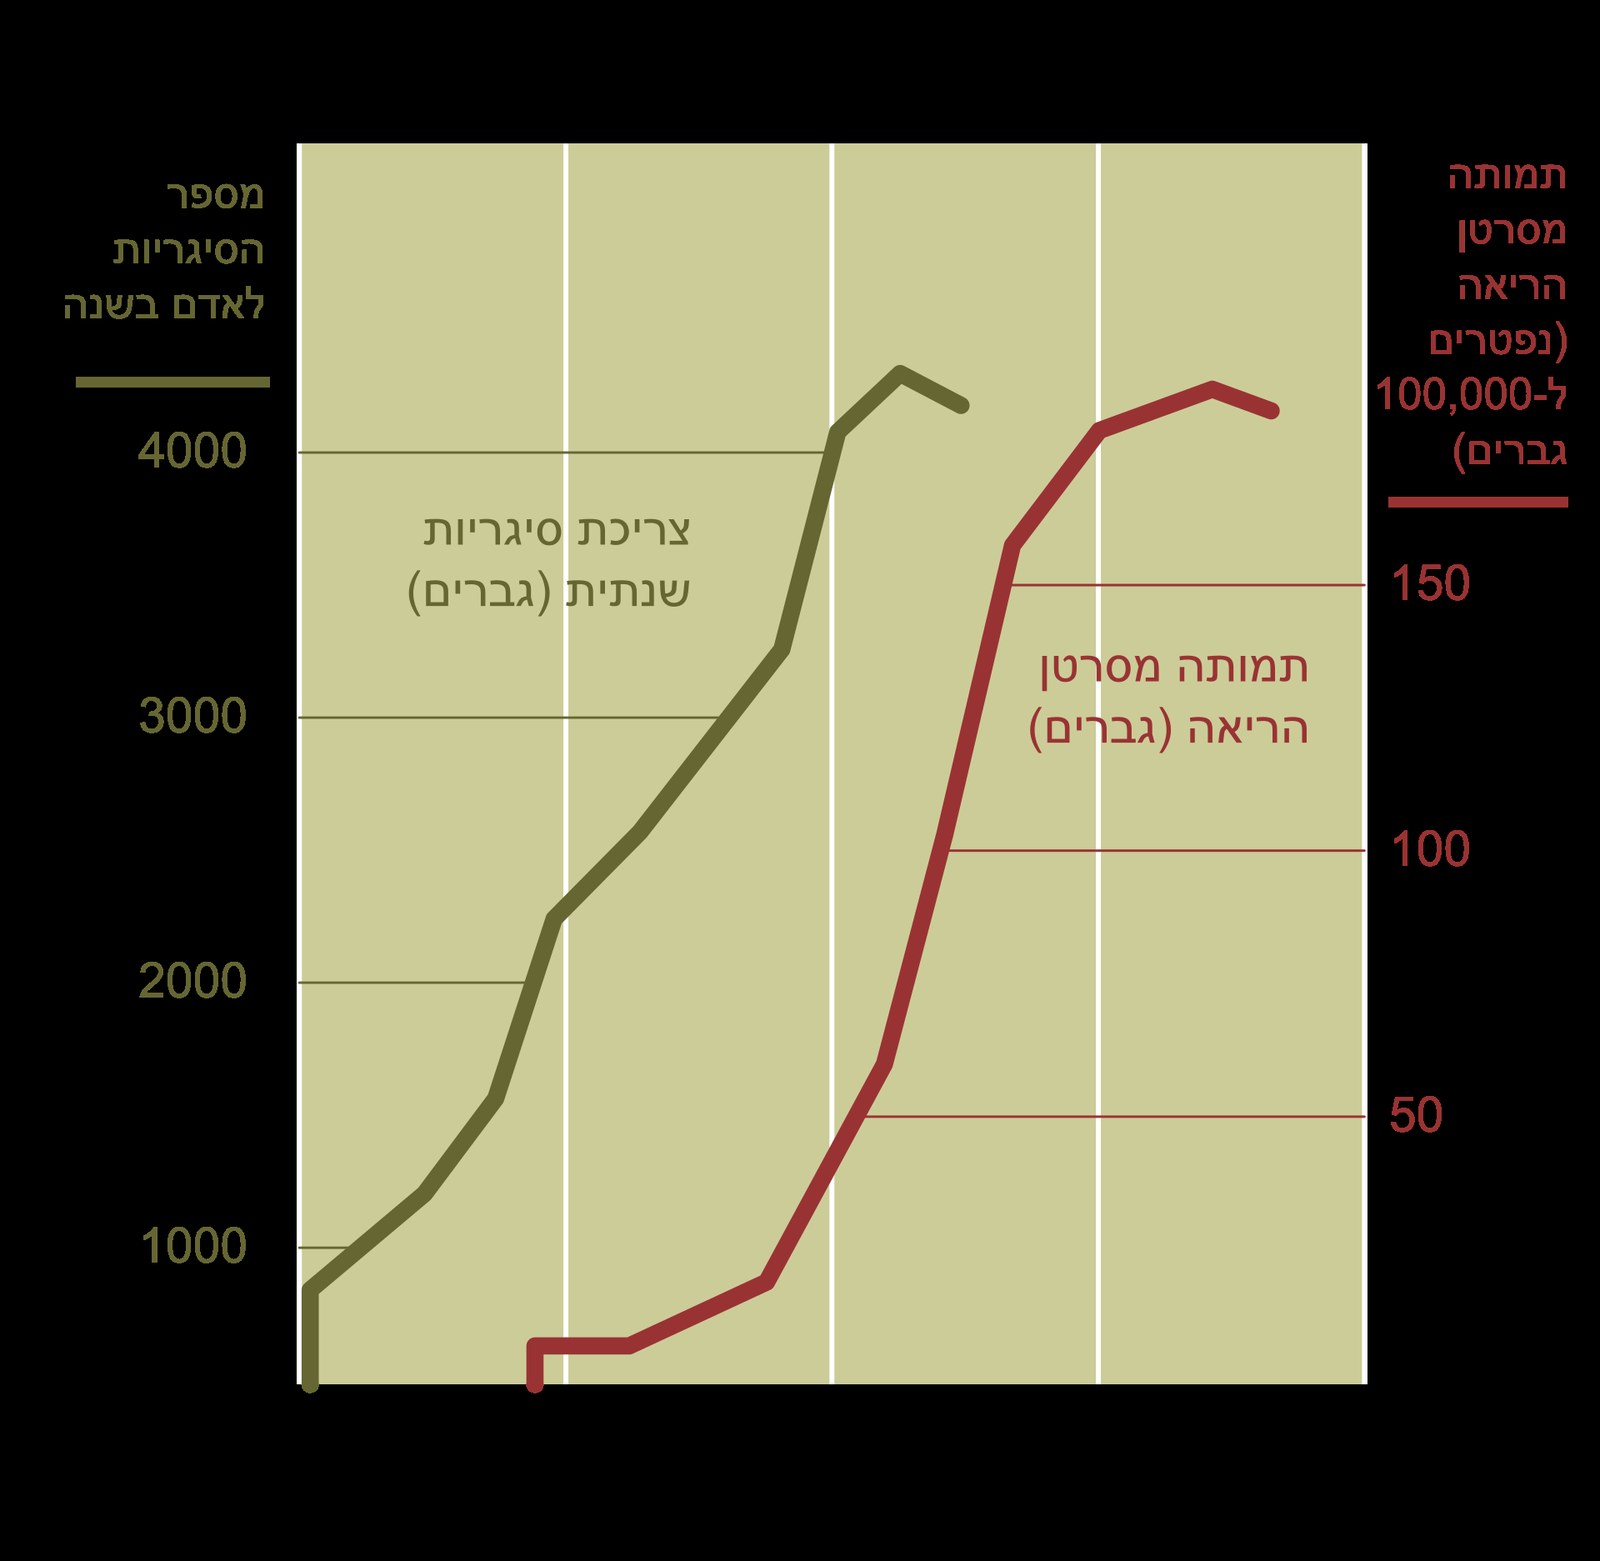 מספר
הסיגריות
לאדם בשנה
4000
3000
2000
1000
צריכת סיגריות
שנתית (גברים)
תמותה מסרטן
הריאה (גברים)
תמותה
מסרטן
הריאה
(נפטרים
ל-100,000
גברים)
150
100
50